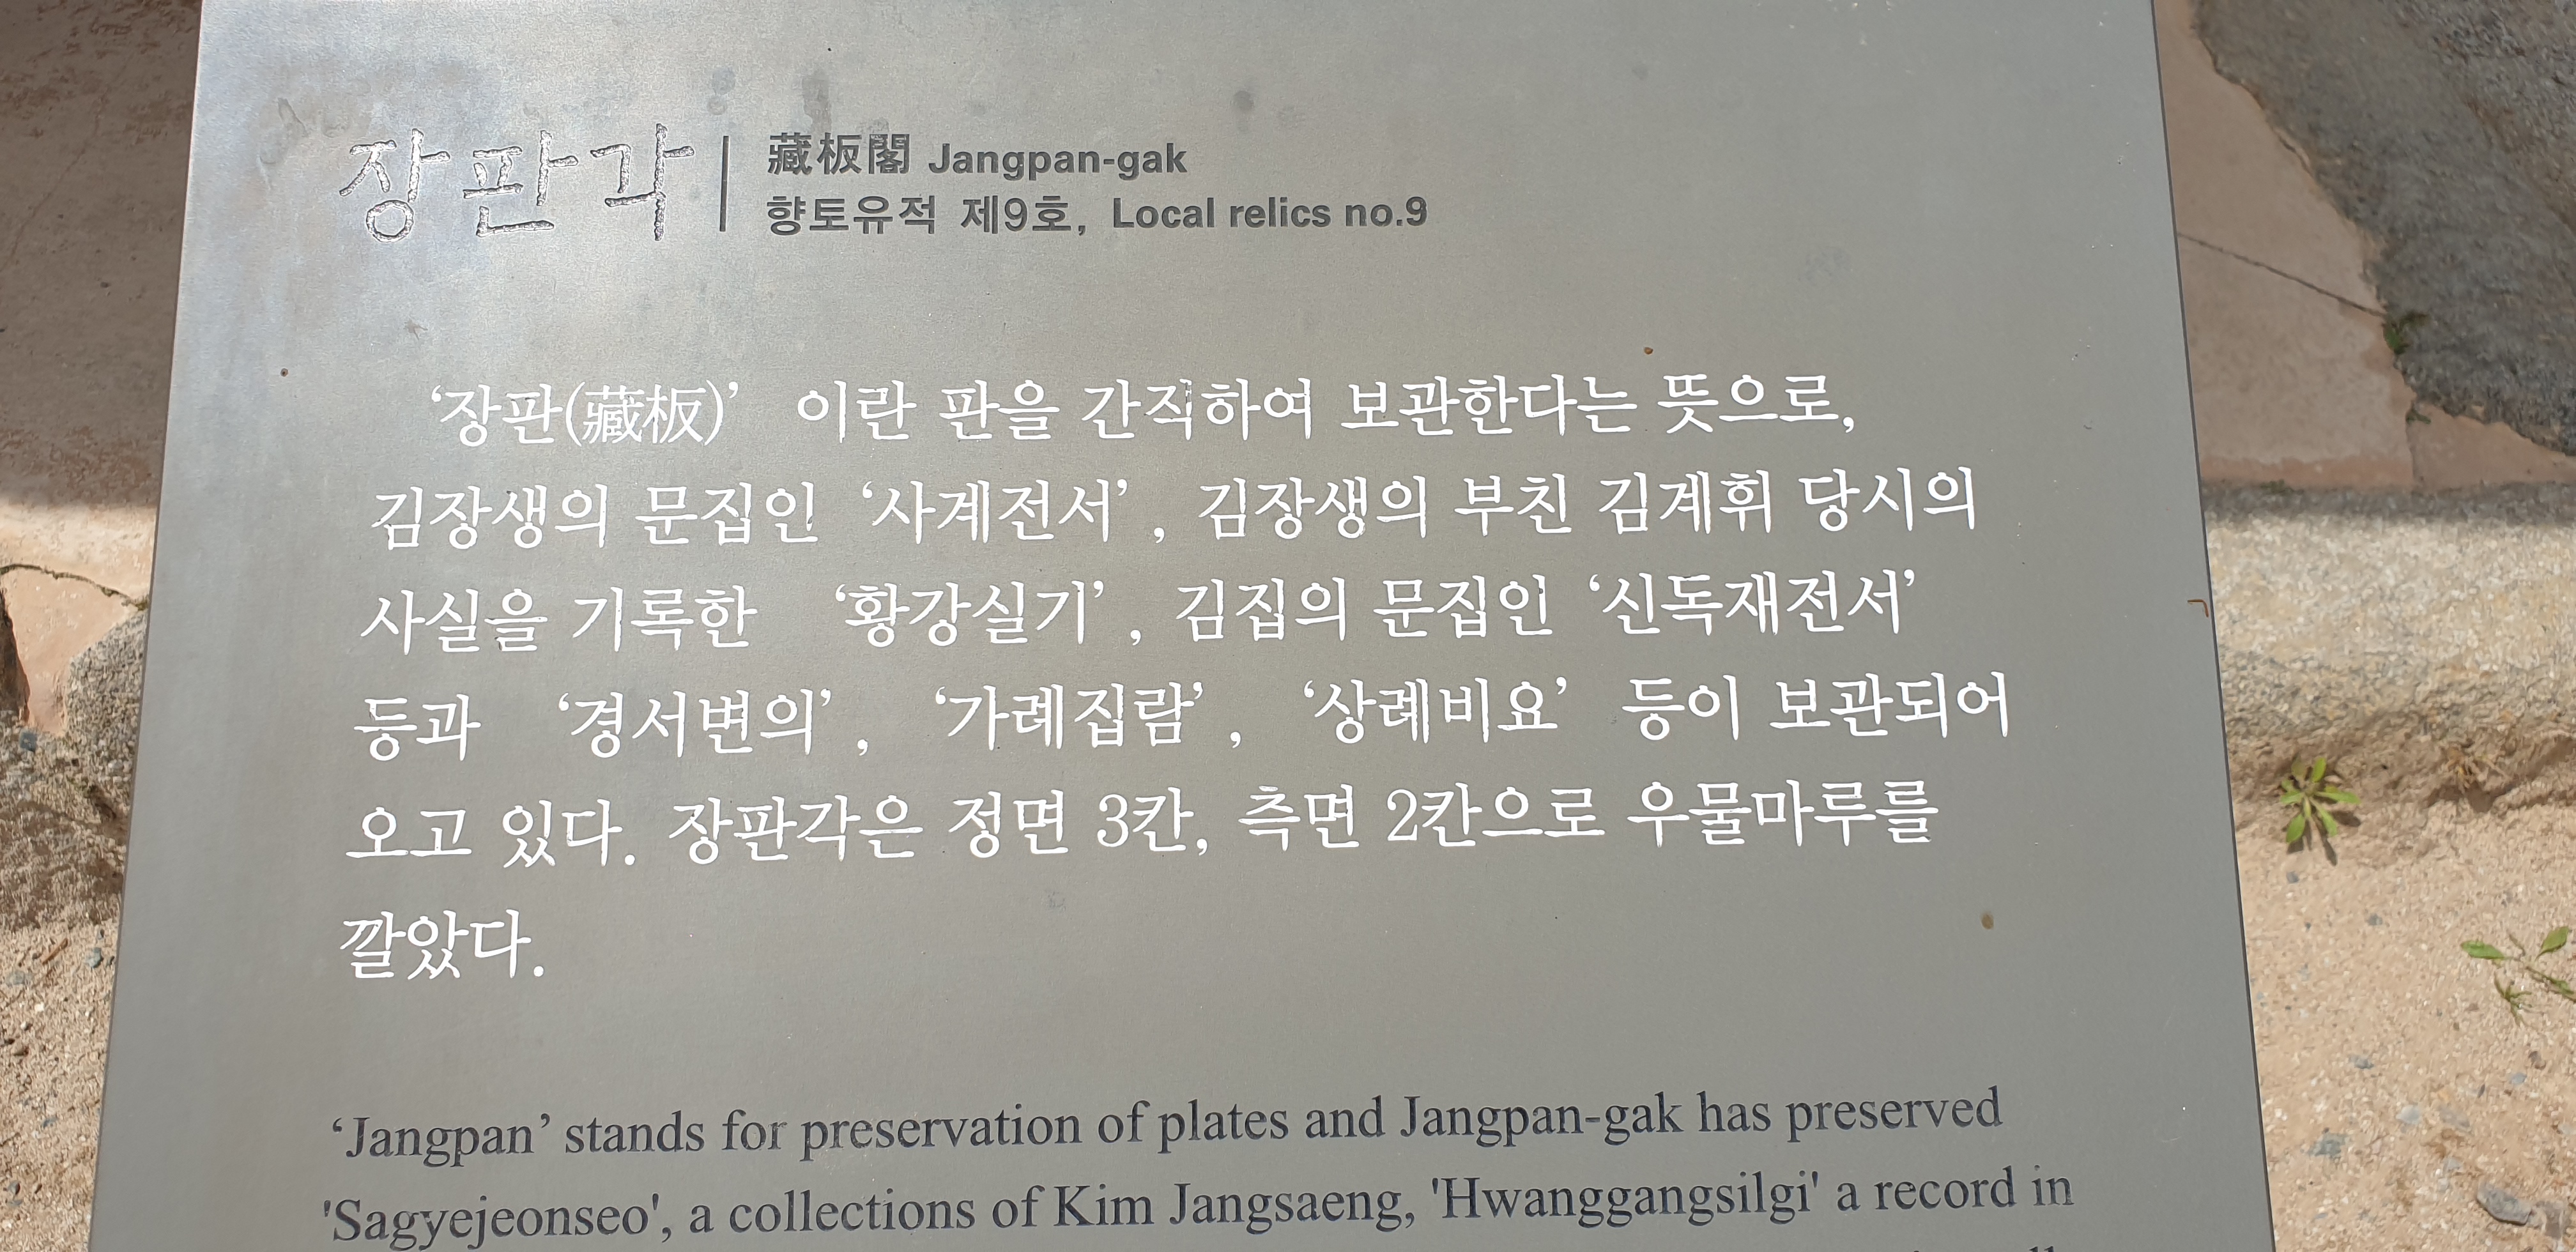 장판각
藏板閣 Jangpan-gak
향토유적 제9호, Local relics no.9
‘장판(藏板)’ 이란 판을 간직하여 보관한다는 뜻으로,
김장생의 문집인 ‘사계전서’, 김장생의 부친 김계휘 당시의
사실을 기록한 ‘황강실기’, 김집의 문집인 ‘신독재전서’
등과 ‘경서변의’, ‘가례집람’, ‘상례비요’ 등이 보관되어
오고 있다. 장판각은 정면 3칸, 측면 2칸으로 우물마루를
깔았다.
‘Jangpan’ stands for preservation of plates and Jangpan-gak has preserved
'Sagyejeonseo', a collections of Kim Jangsaeng, 'Hwanggangsilgi' a record in